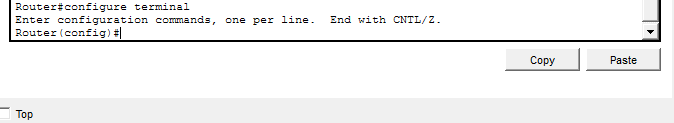 Router#configure terminal
Enter configuration commands, one per line.  End with CNTL/Z.
Router(config)#
Copy
Paste
Top